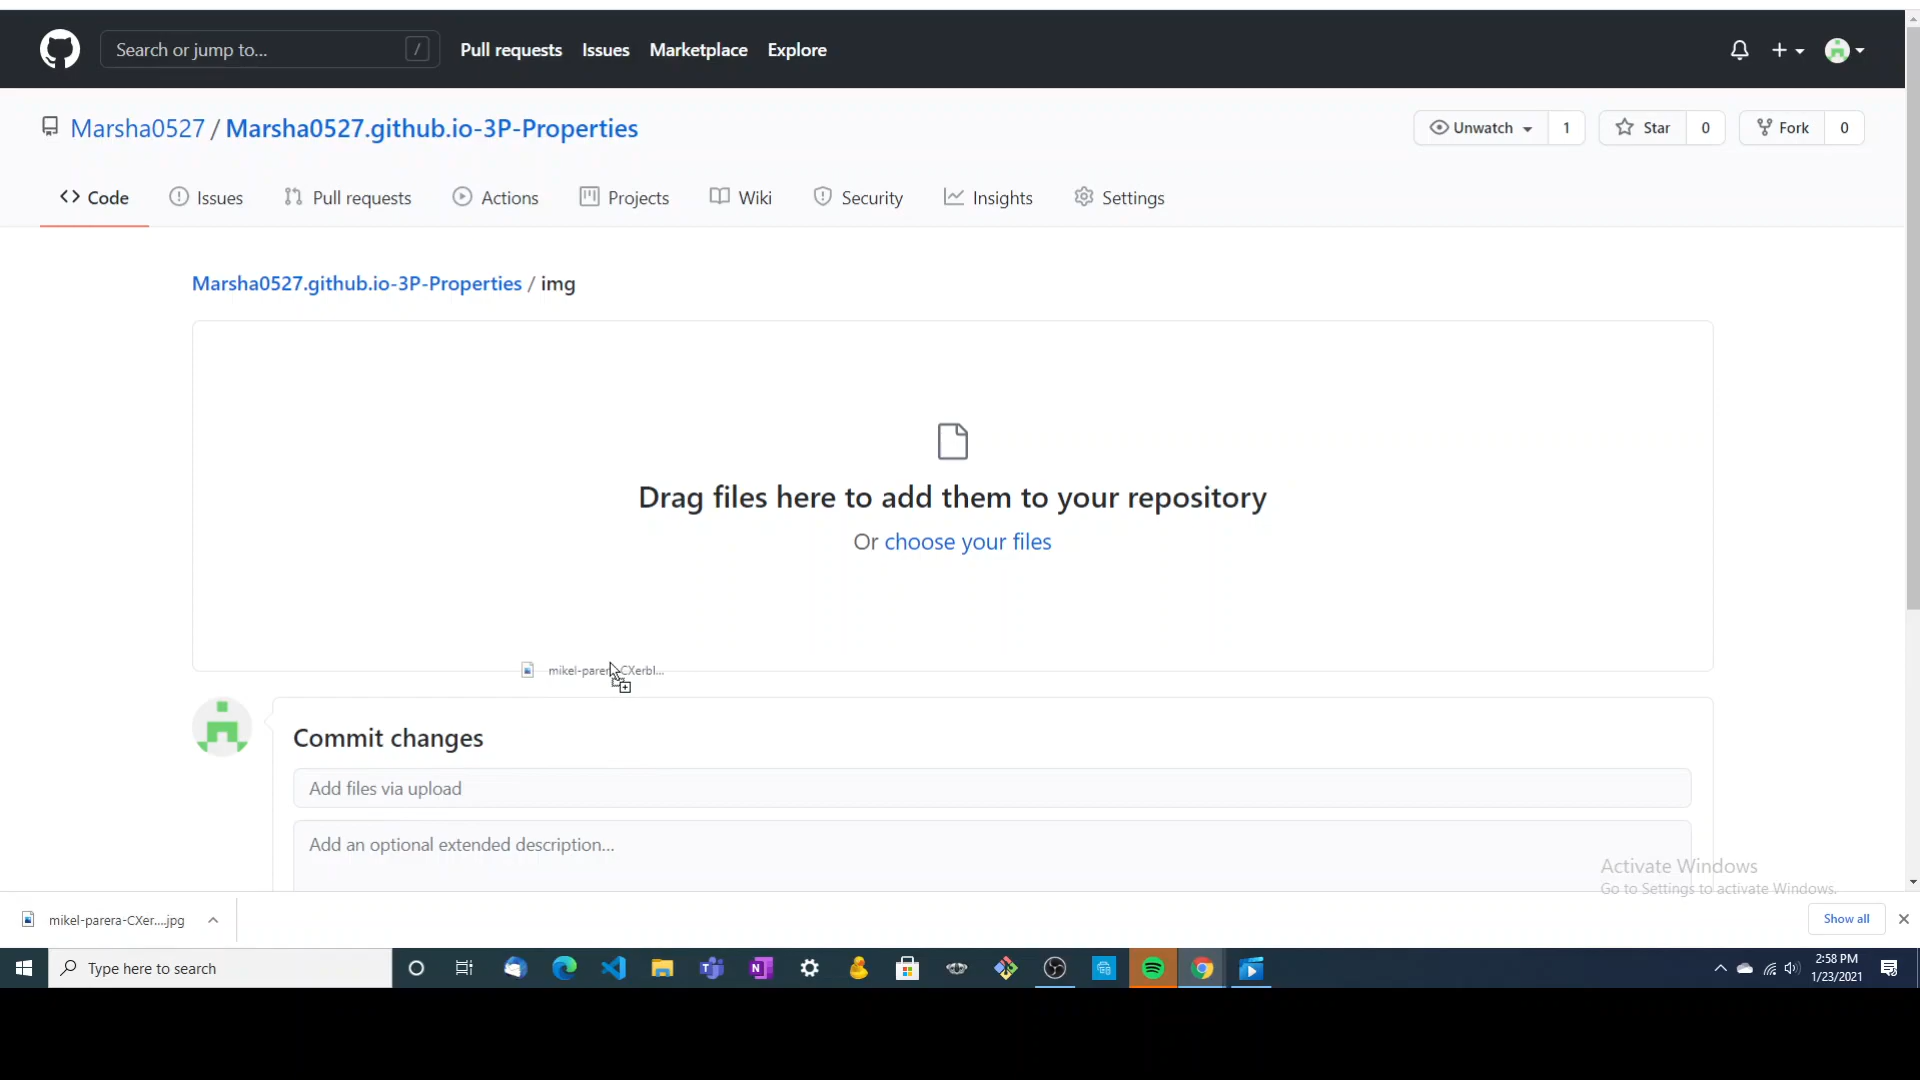 Search or jump to... /
Pull requests Issues Marketplace Explore
Marsha0527 / Marsha0527.github.io-3P-Properties
Unwatch 1 Star 0 Fork 0
Code Issues Pull requests Actions Projects Wiki Security Insights Settings
Marsha0527.github.io-3P-Properties / img
Drag files here to add them to your repository
Or choose your files
Commit changes
Add files via upload
Add an optional extended description...
Activate Windows
Go to Settings to activate Windows.
mikel-parera-CXer....jpg
Show all
Type here to search
2:58 PM
1/23/2021